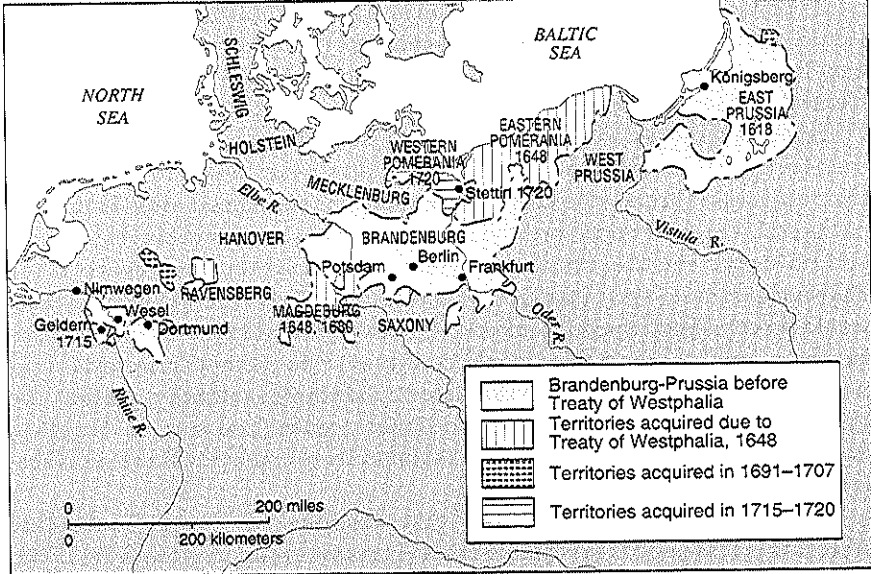 BALTIC
SEA
NORTH
SEA
SCHLESWIG
HOLSTEIN
Königsberg
EAST
PRUSSIA
1618
EASTERN
POMERANIA
1648
WESTERN
POMERANIA
1720
WEST
PRUSSIA
Stettin 1720
MECKLENBURG
Elbe R.
Vistula R.
HANOVER
BRANDENBURG
Berlin
Potsdam
Frankfurt
Nimwegen
RAVENSBERG
Wesel
Geldern
1715
Dortmund
MAGDEBURG
1648, 1680
SAXONY
Oder R.
Rhine R.
Brandenburg-Prussia before
Treaty of Westphalia
Territories acquired due to
Treaty of Westphalia, 1648
Territories acquired in 1691–1707
Territories acquired in 1715–1720
0 200 miles
0 200 kilometers